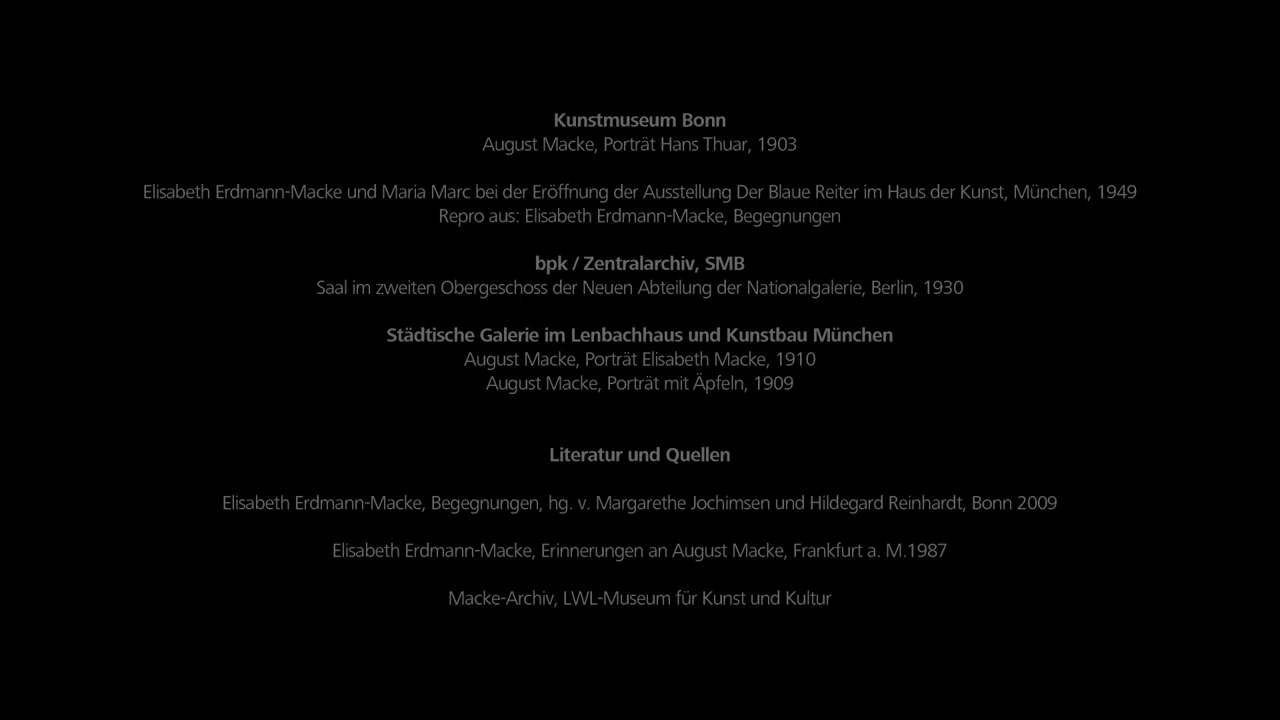 Kunstmuseum Bonn
August Macke, Porträt Hans Thuar, 1903
Elisabeth Erdmann-Macke und Maria Marc bei der Eröffnung der Ausstellung Der Blaue Reiter im Haus der Kunst, München, 1949
Repro aus: Elisabeth Erdmann-Macke, Begegnungen
bpk / Zentralarchiv, SMB
Saal im zweiten Obergeschoss der Neuen Abteilung der Nationalgalerie, Berlin, 1930
Städtische Galerie im Lenbachhaus und Kunstbau München
August Macke, Porträt Elisabeth Macke, 1910
August Macke, Porträt mit Äpfeln, 1909
Literatur und Quellen
Elisabeth Erdmann-Macke, Begegnungen, hg. v. Margarethe Jochimsen und Hildegard Reinhardt, Bonn 2009
Elisabeth Erdmann-Macke, Erinnerungen an August Macke, Frankfurt a. M.1987
Macke-Archiv, LWL-Museum für Kunst und Kultur